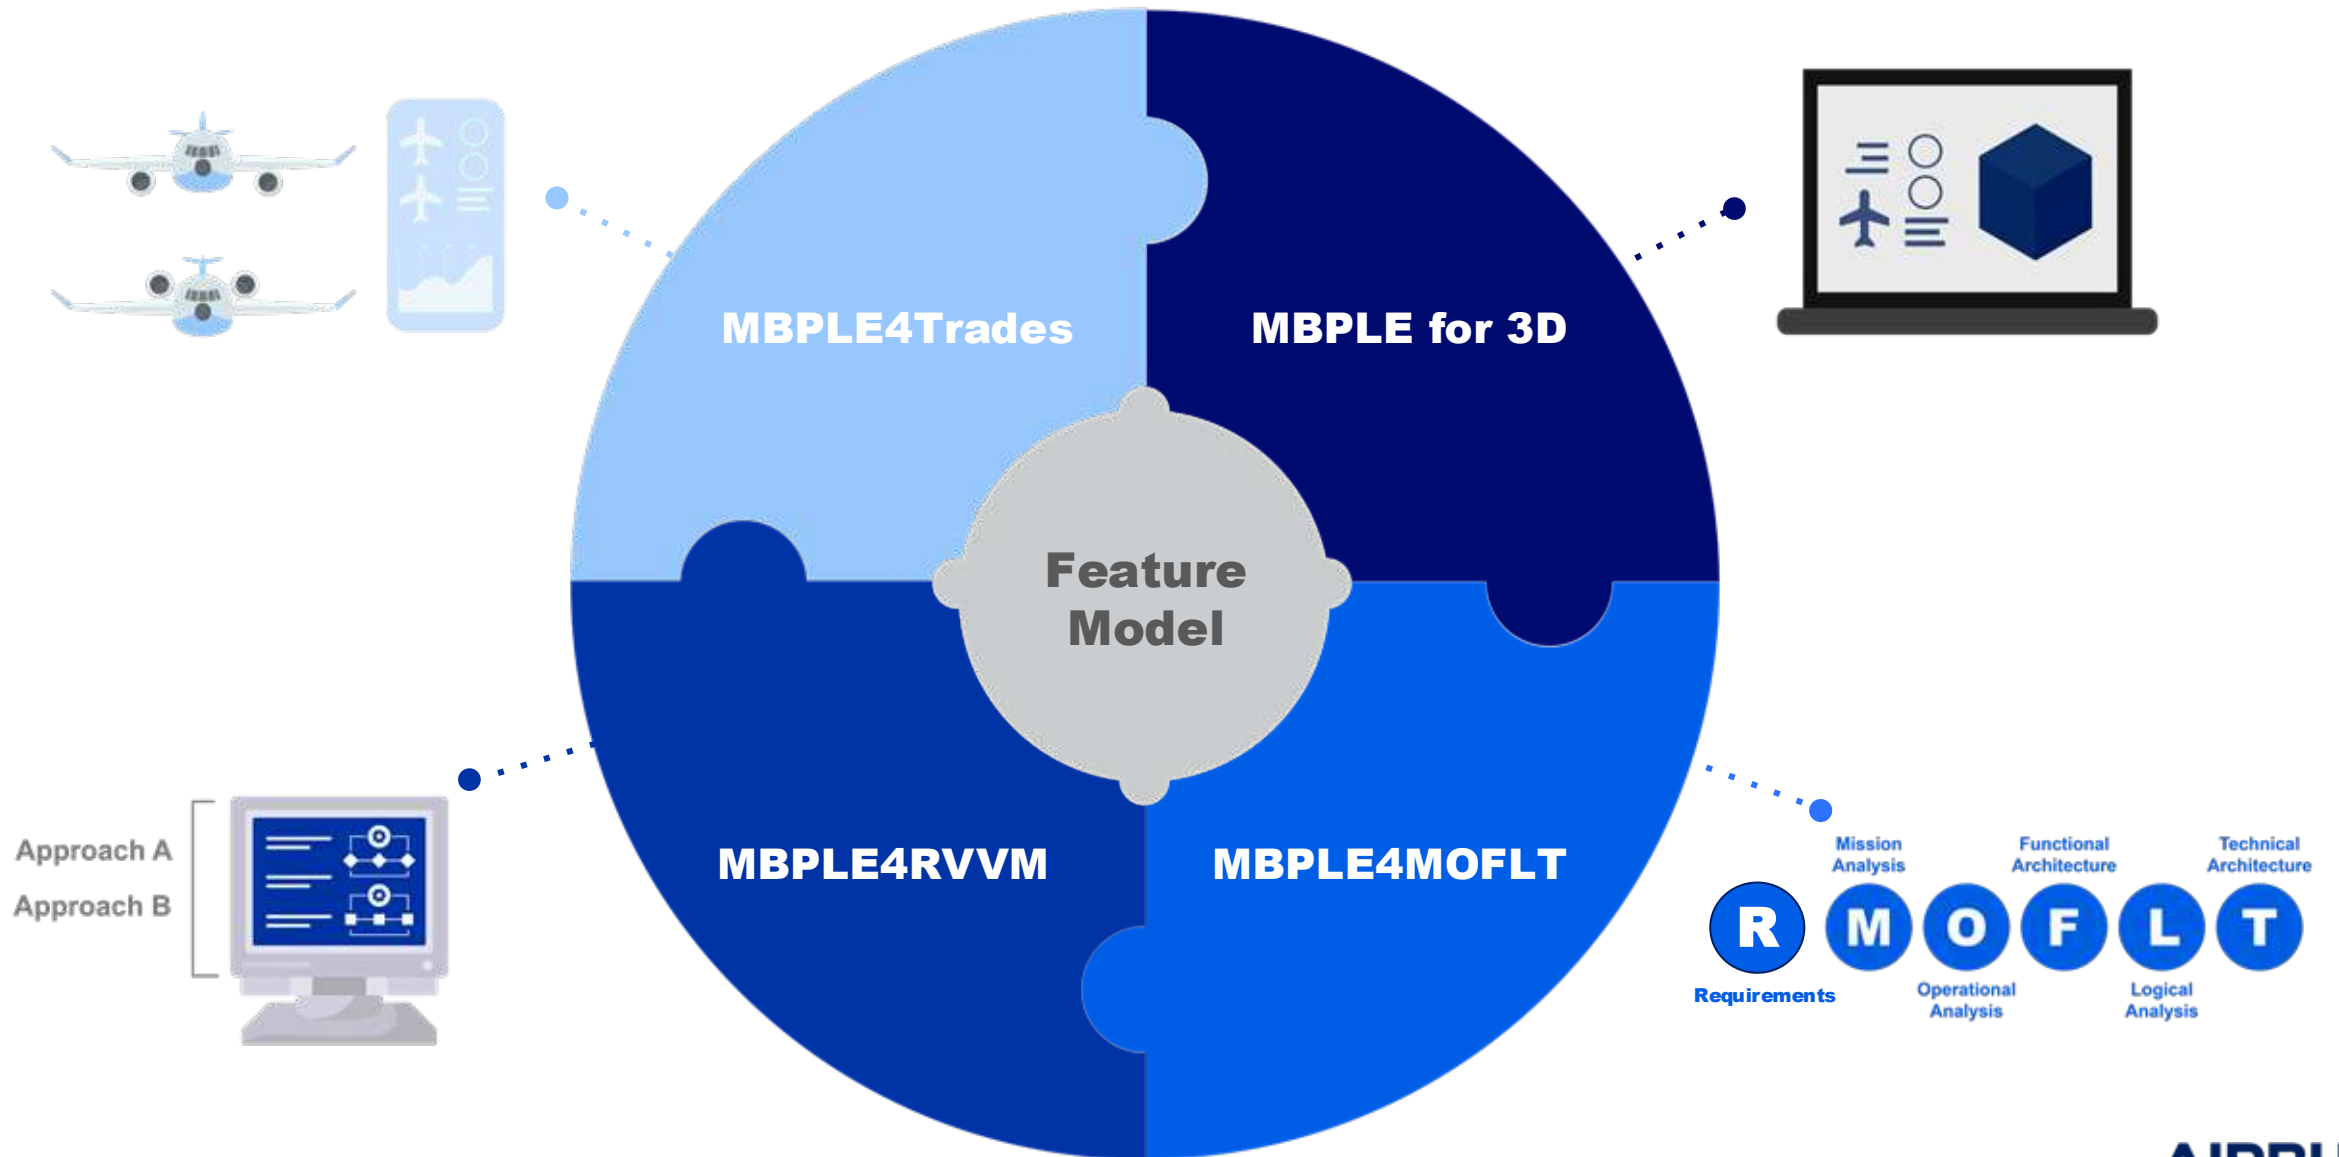 MBPLE4Trades
MBPLE for 3D
Feature
Model
MBPLE4RVVM
MBPLE4MOFLT
Approach A
Approach B
Mission
Analysis
Functional
Architecture
Technical
Architecture
R
M
O
F
L
T
Requirements
Operational
Analysis
Logical
Analysis